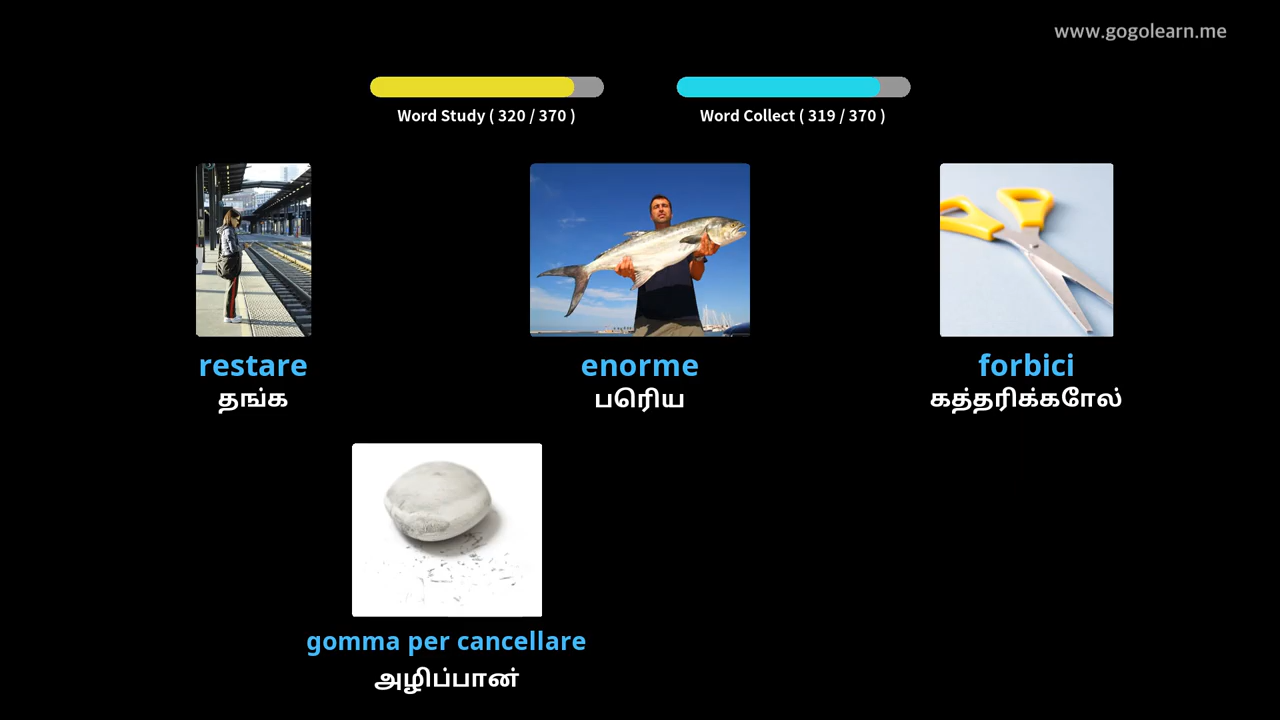 www.gogolearn.me
Word Study ( 320 / 370 )
Word Collect ( 319 / 370 )
restare
enorme
forbici
தங்க
பெரிய
கத்தரிக்கோல்
gomma per cancellare
அழிப்பான்